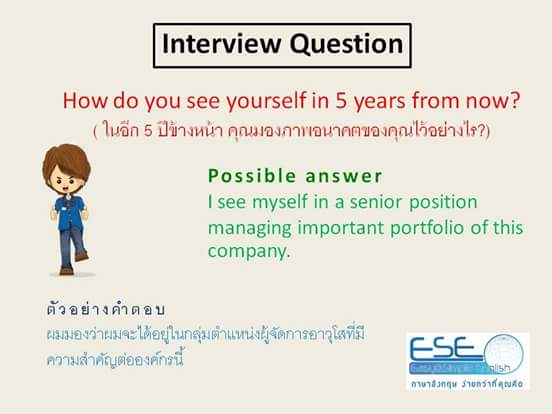 Interview Question
How do you see yourself in 5 years from now?
( ในอีก 5 ปีข้างหน้า คุณมองภาพอนาคตของคุณไว้อย่างไร?)
Possible answer
I see myself in a senior position
managing important portfolio of this
company.
ตัวอย่างคำตอบ
ผมมองว่าผมจะได้อยู่ในกลุ่มตำแหน่งผู้จัดการอาวุโสที่มี
ความสำคัญต่อองค์กรนี้
ESE
Easy&Simple English
ภาษาอังกฤษ ง่ายกว่าที่คุณคิด